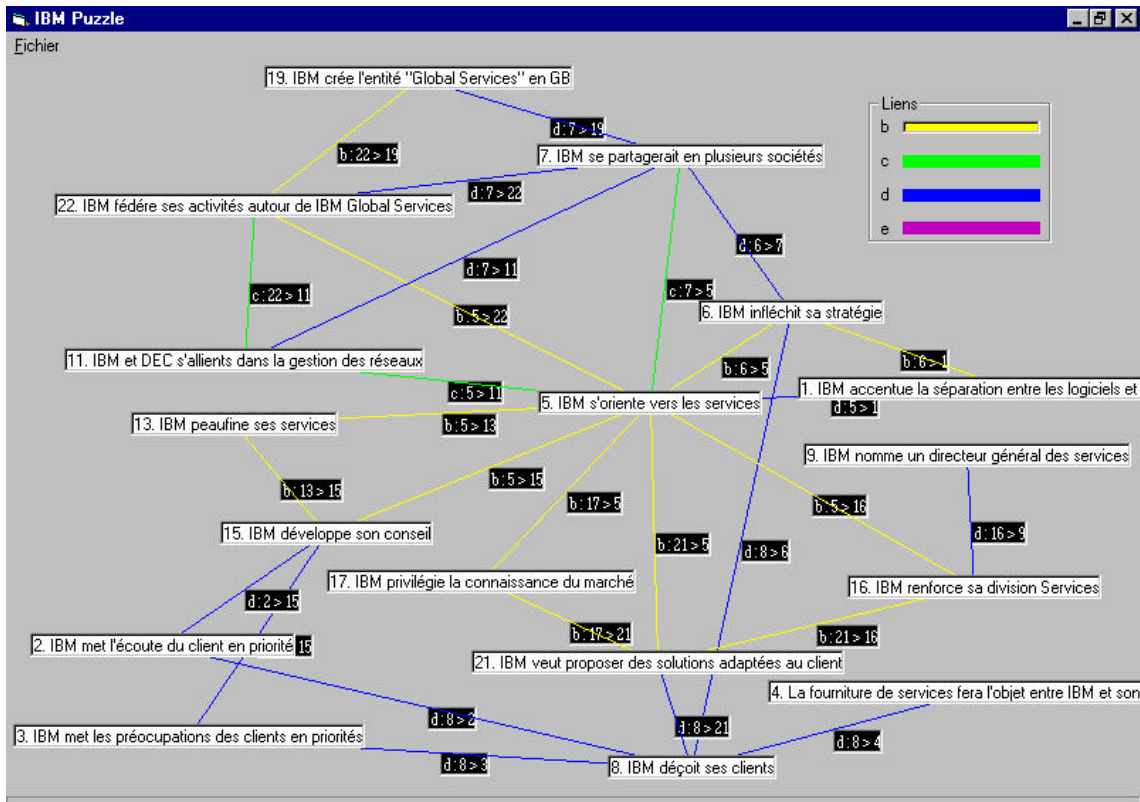 IBM Puzzle
Fichier
19. IBM crée l'entité "Global Services" en GB
Liens
b
c
d
e
d:7>19
b:22>19
7. IBM se partagerait en plusieurs sociétés
d:7>22
22. IBM fédére ses activités autour de IBM Global Services
d:6>7
d:7>11
c:22>11
c:7>5
b:5>22
6. IBM infléchit sa stratégie
11. IBM et DEC s'allients dans la gestion des réseaux
b:6>1
b:6>5
c:5>11
1. IBM accentue la séparation entre les logiciels et
5. IBM s'oriente vers les services
d:5>1
13. IBM peaufine ses services
b:5>13
9. IBM nomme un directeur général des services
b:5>15
b:13>15
b:17>5
b:5>16
15. IBM développe son conseil
d:16>9
b:21>5
d:8>6
17. IBM privilégie la connaissance du marché
16. IBM renforce sa division Services
d:2>15
b:17>21
b:21>16
2. IBM met l'écoute du client en priorité
15
21. IBM veut proposer des solutions adaptées au client
4. La fourniture de services fera l'objet entre IBM et son
d:8>2
d:8>21
3. IBM met les préocupations des clients en priorités
d:8>4
d:8>3
8. IBM déçoit ses clients